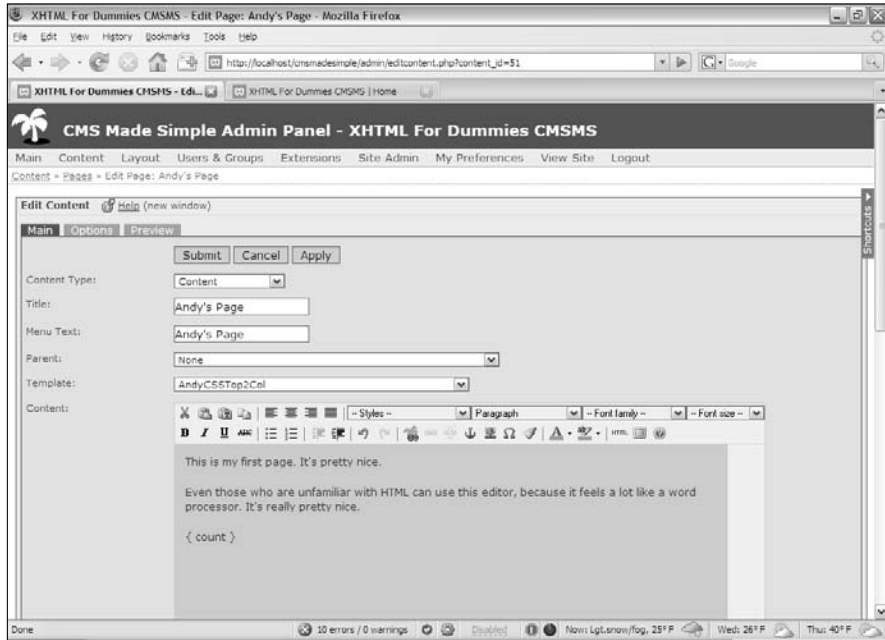 XHTML For Dummies CMSMS - Edit Page: Andy's Page - Mozilla Firefox
File Edit View History Bookmarks Tools Help
http://localhost/cmsmadesimple/admin/editcontent.php?content_id=51
Google
XHTML For Dummies CMSMS - Edi...
XHTML For Dummies CMSMS | Home
CMS Made Simple Admin Panel - XHTML For Dummies CMSMS
Main Content Layout Users & Groups Extensions Site Admin My Preferences View Site Logout
Content » Pages » Edit Page: Andy's Page
Shortcuts
Edit Content Help (new window)
Main Options Preview
Submit Cancel Apply
Content Type: Content
Title: Andy's Page
Menu Text: Andy's Page
Parent: None
Template: AndyCSSTop2Col
Content:
-- Styles -- Paragraph -- Font family -- -- Font size --
B I U ABC HTML
This is my first page. It's pretty nice.
Even those who are unfamiliar with HTML can use this editor, because it feels a lot like a word
processor. It's really pretty nice.
{ count }
Done 10 errors / 0 warnings Disabled Now: Lgt.snow/fog, 25° F Wed: 26° F Thu: 40° F